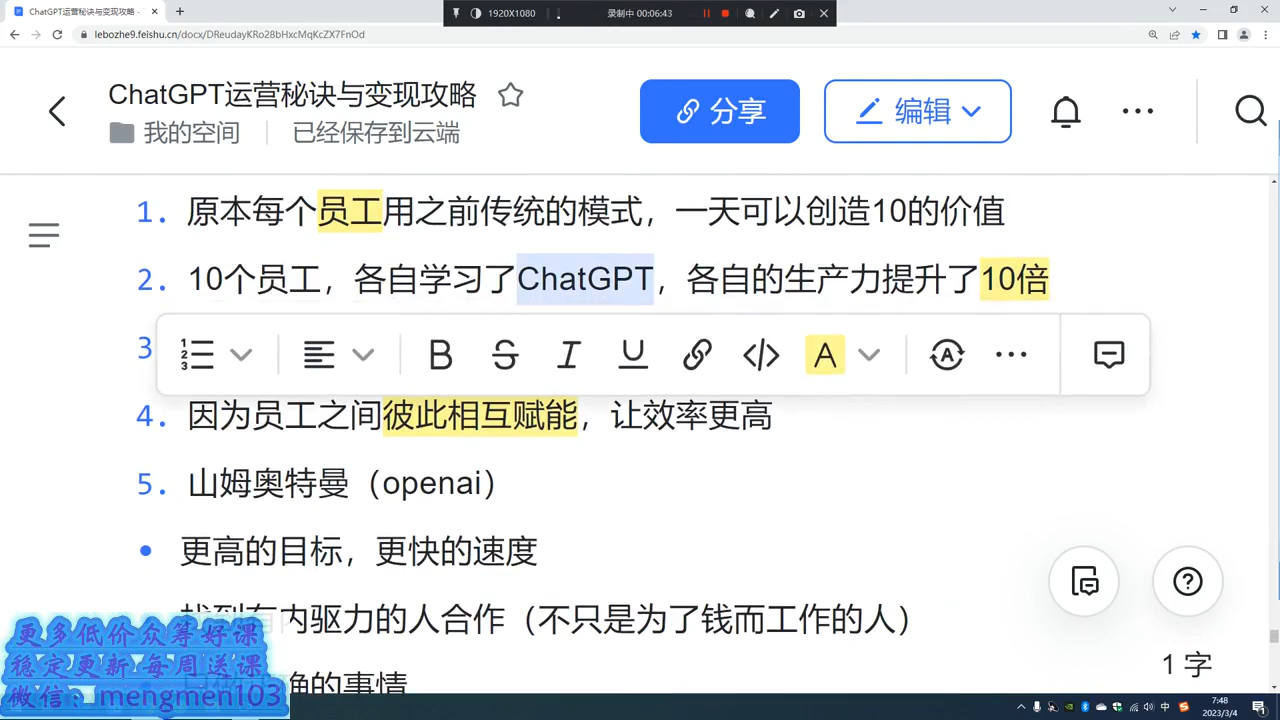 ChatGPT运营秘诀与变现攻略 -
1920X1080
录制中 00:06:43
lebozhe9.feishu.cn/docx/DReudayKRo28bHxcMqKcZX7FnOd
ChatGPT运营秘诀与变现攻略
分享
编辑
我的空间
已经保存到云端
1. 原本每个员工用之前传统的模式，一天可以创造10的价值
2. 10个员工，各自学习了ChatGPT，各自的生产力提升了10倍
3
4. 因为员工之间彼此相互赋能，让效率更高
5. 山姆奥特曼（openai）
• 更高的目标，更快的速度
内驱力的人合作（不只是为了钱而工作的人）
确的事情
1 字
更多低价众筹好课
稳定更新 每周送课
微信：mengmen103
中
7:48
2023/3/4